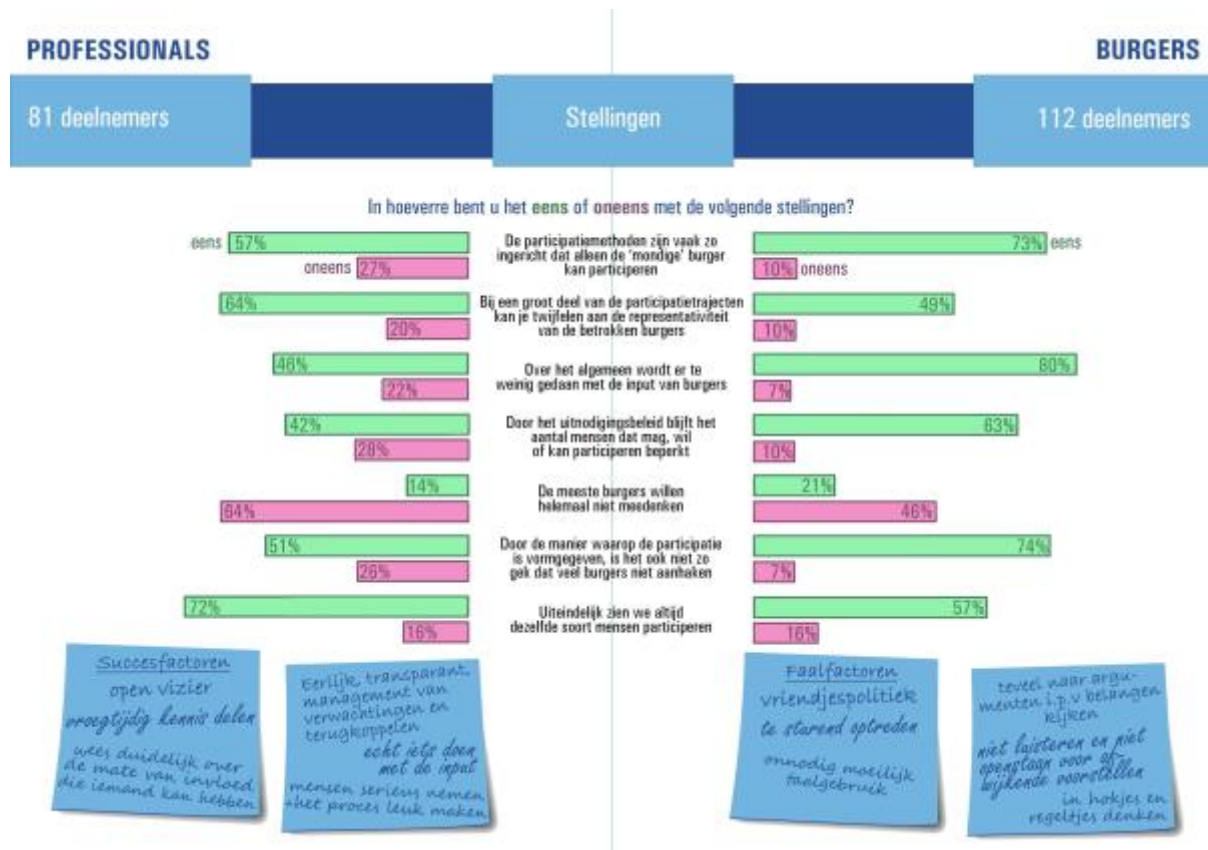 PROFESSIONALS
BURGERS
81 deelnemers
Stellingen
112 deelnemers
In hoeverre bent u het eens of oneens met de volgende stellingen?
eens 57%
oneens 27%
De participatiemethoden zijn vaak zo
ingericht dat alleen de 'mondige' burger
kan participeren
73% eens
10% oneens
64%
20%
Bij een groot deel van de participatietrajecten
kan je twijfelen aan de representativiteit
van de betrokken burgers
49%
10%
46%
22%
Over het algemeen wordt er te
weinig gedaan met de input van burgers
80%
7%
42%
28%
Door het uitnodigingsbeleid blijft het
aantal mensen dat mag, wil
of kan participeren beperkt
63%
10%
14%
64%
De meeste burgers willen
helemaal niet meedenken
21%
46%
51%
26%
Door de manier waarop de participatie
is vormgegeven, is het ook niet zo
gek dat veel burgers niet aanhaken
74%
7%
72%
16%
Uiteindelijk zien we altijd
dezelfde soort mensen participeren
57%
16%
Succesfactoren
open vizier
vroegtijdig kennis delen
wees duidelijk over
de mate van invloed
die iemand kan hebben
Eerlijk, transparant,
management van
verwachtingen en
terugkoppelen
echt iets doen
met de input
mensen serieus nemen
+het proces leuk maken
Faalfactoren
vriendjespolitiek
te starend optreden
onnodig moeilijk
taalgebruik
teveel naar argu-
menten i.p.v belangen
kijken
niet luisteren en niet
openstaan voor af-
wijkende voorstellen
in hokjes en
regeltjes denken